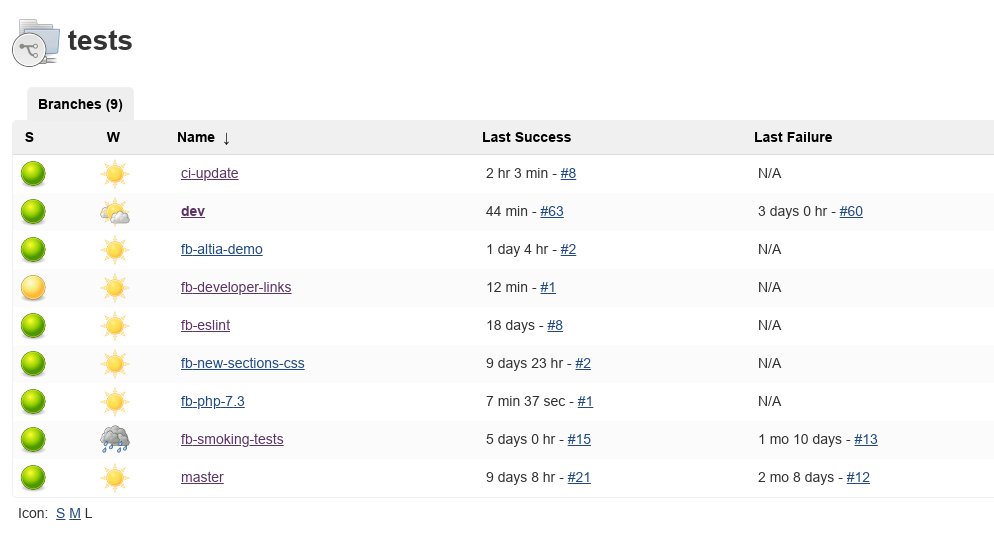 tests
Branches (9)
S W Name ↓ Last Success Last Failure
ci-update 2 hr 3 min - #8 N/A
dev 44 min - #63 3 days 0 hr - #60
fb-altia-demo 1 day 4 hr - #2 N/A
fb-developer-links 12 min - #1 N/A
fb-eslint 18 days - #8 N/A
fb-new-sections-css 9 days 23 hr - #2 N/A
fb-php-7.3 7 min 37 sec - #1 N/A
fb-smoking-tests 5 days 0 hr - #15 1 mo 10 days - #13
master 9 days 8 hr - #21 2 mo 8 days - #12
Icon: S M L